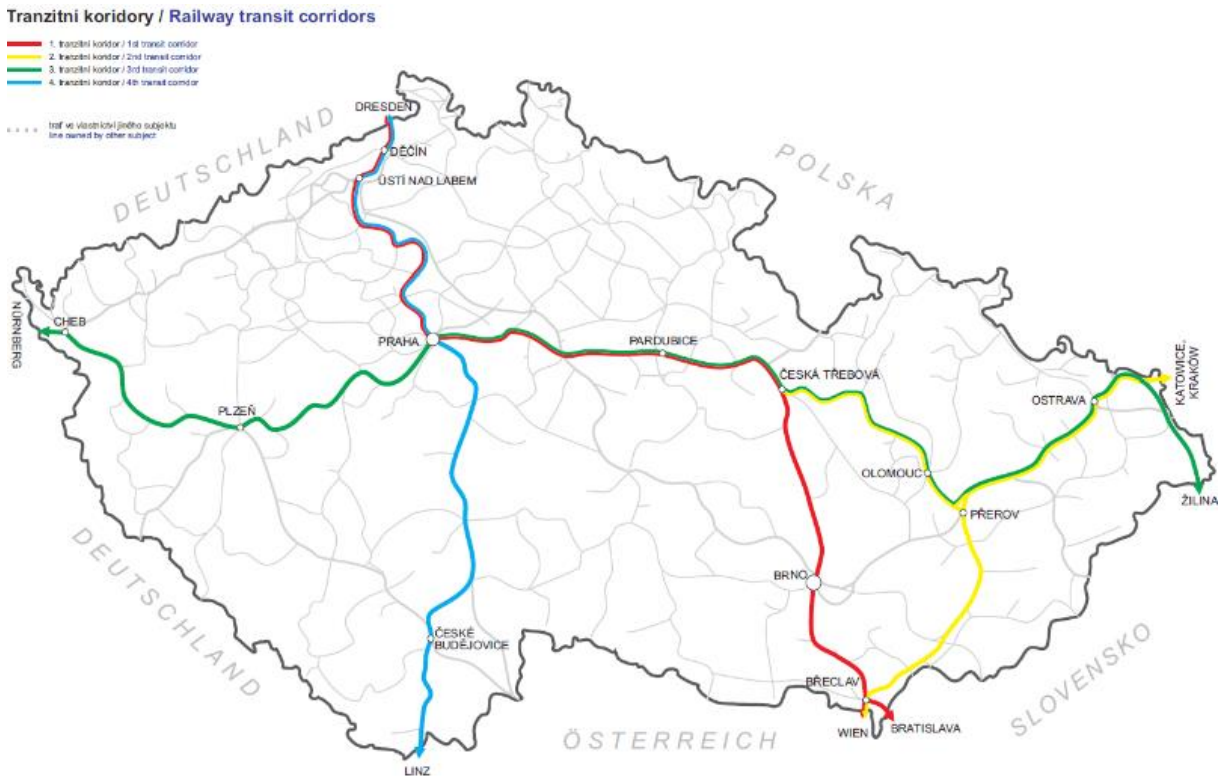 Tranzitní koridory / Railway transit corridors
1. tranzitní koridor / 1st transit corridor
2. tranzitní koridor / 2nd transit corridor
3. tranzitní koridor / 3rd transit corridor
4. tranzitní koridor / 4th transit corridor
trať ve vlastnictví jiného subjektu
line owned by other subject
DEUTSCHLAND
DRESDEN
DĚČÍN
ÚSTÍ NAD LABEM
POLSKA
NÜRNBERG
CHEB
PRAHA
PARDUBICE
ČESKÁ TŘEBOVÁ
KATOWICE,
KRAKÓW
OSTRAVA
PLZEŇ
OLOMOUC
ŽILINA
PŘEROV
DEUTSCHLAND
BRNO
ČESKÉ
BUDĚJOVICE
SLOVENSKO
BŘECLAV
WIEN
BRATISLAVA
ÖSTERREICH
LINZ